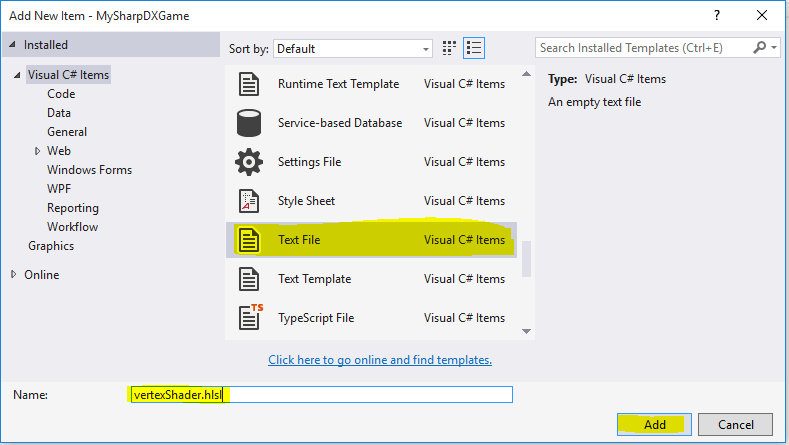 Add New Item - MySharpDXGame
Installed
Sort by: Default
Search Installed Templates (Ctrl+E)
Visual C# Items
Code
Data
General
Web
Windows Forms
WPF
Reporting
Workflow
Graphics
Online
Runtime Text Template Visual C# Items
Service-based Database Visual C# Items
Settings File Visual C# Items
Style Sheet Visual C# Items
Text File Visual C# Items
Text Template Visual C# Items
TypeScript File Visual C# Items
Type: Visual C# Items
An empty text file
Click here to go online and find templates.
Name: vertexShader.hlsl
Add Cancel